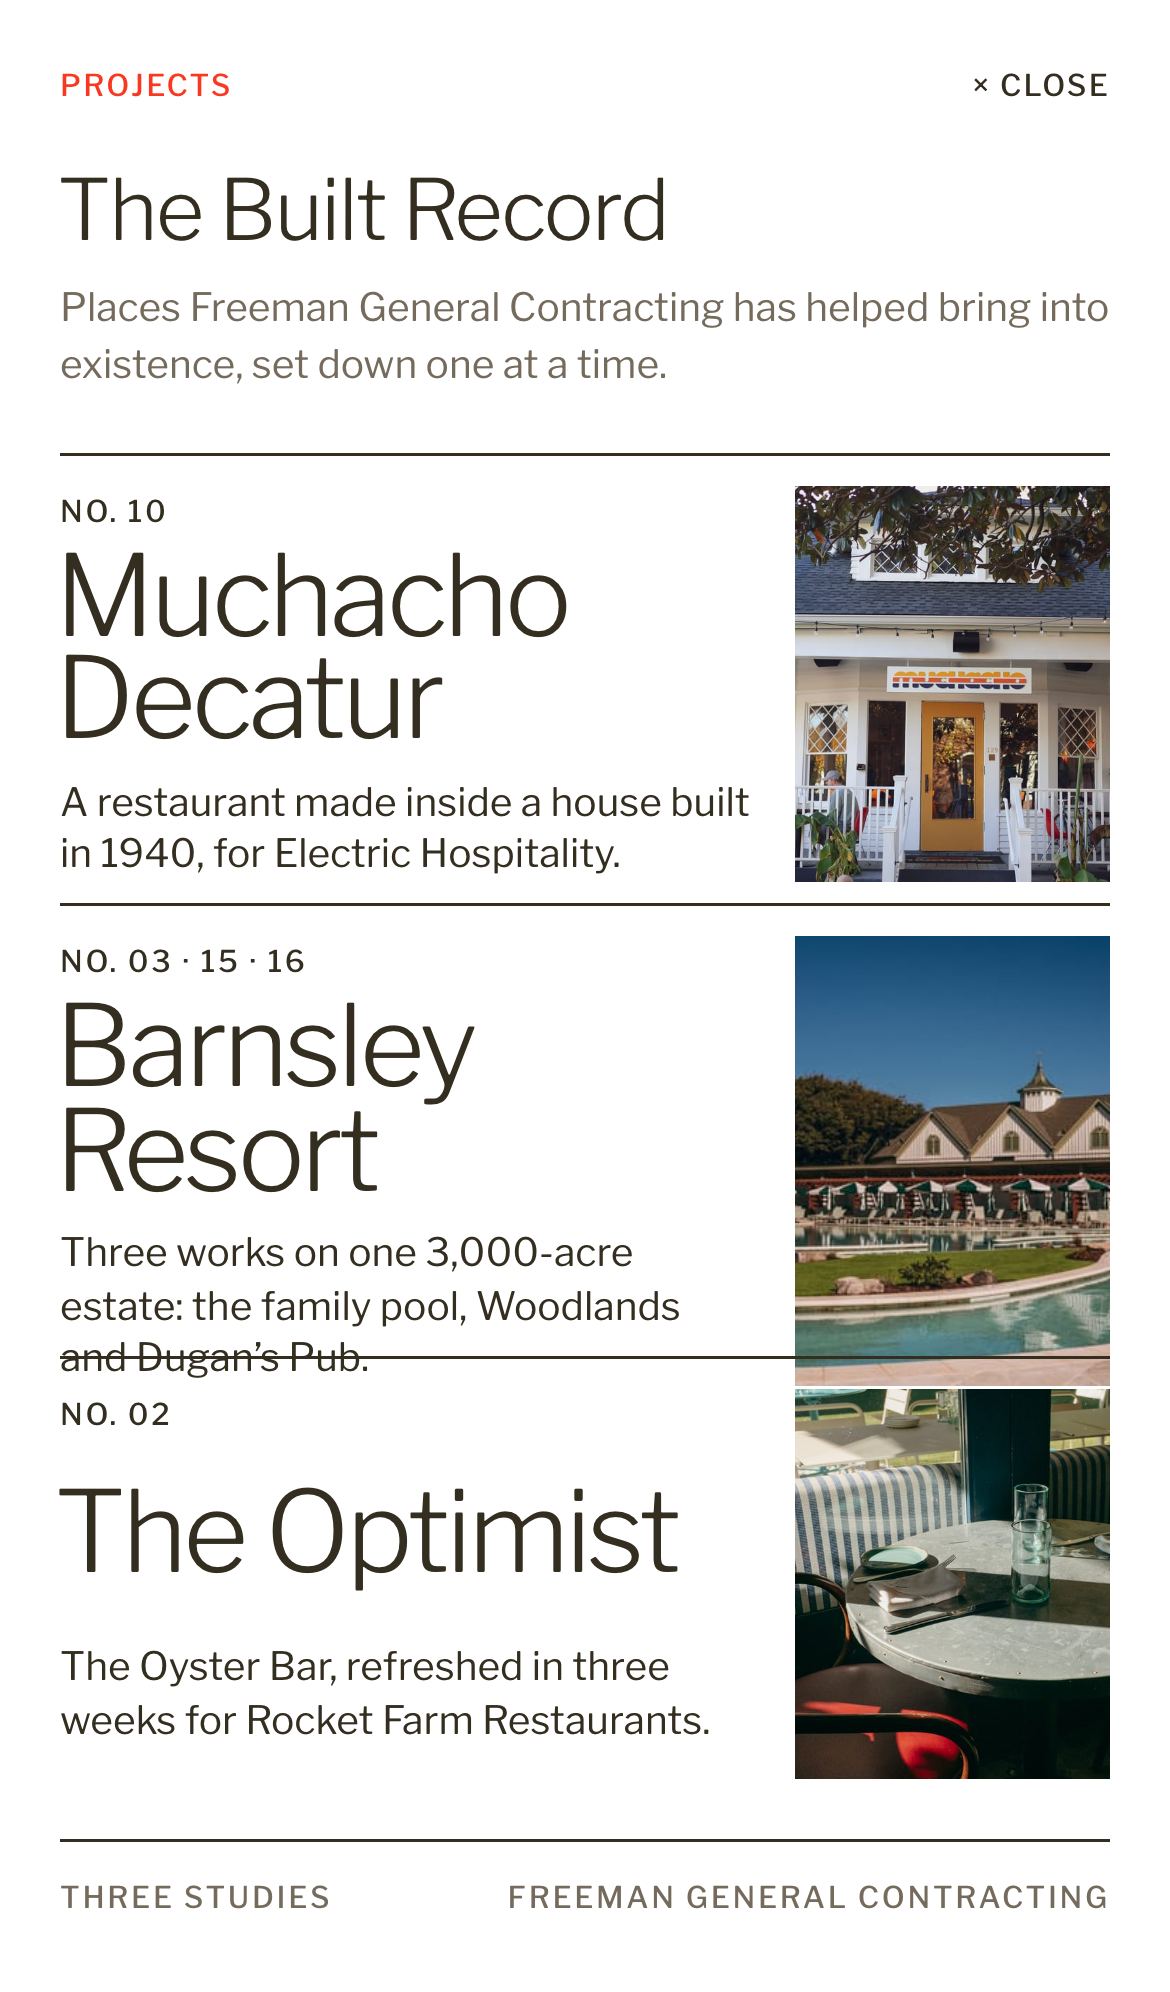 PROJECTS
× CLOSE
The Built Record
Places Freeman General Contracting has helped bring into
existence, set down one at a time.
NO. 10
Muchacho
Decatur
A restaurant made inside a house built
in 1940, for Electric Hospitality.
muchacho
NO. 03 · 15 · 16
Barnsley
Resort
Three works on one 3,000-acre
estate: the family pool, Woodlands
and Dugan’s Pub.
NO. 02
The Optimist
The Oyster Bar, refreshed in three
weeks for Rocket Farm Restaurants.
THREE STUDIES
FREEMAN GENERAL CONTRACTING